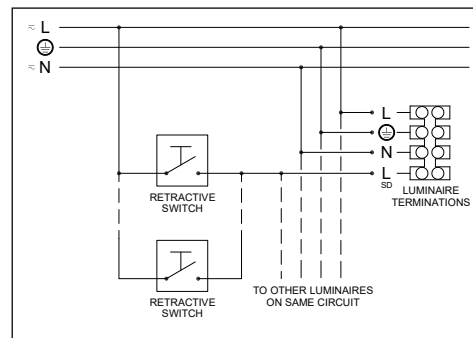 ≂ L
≂ N
L
N
L
SD
LUMINAIRE
TERMINATIONS
RETRACTIVE
SWITCH
RETRACTIVE
SWITCH
TO OTHER LUMINAIRES
ON SAME CIRCUIT